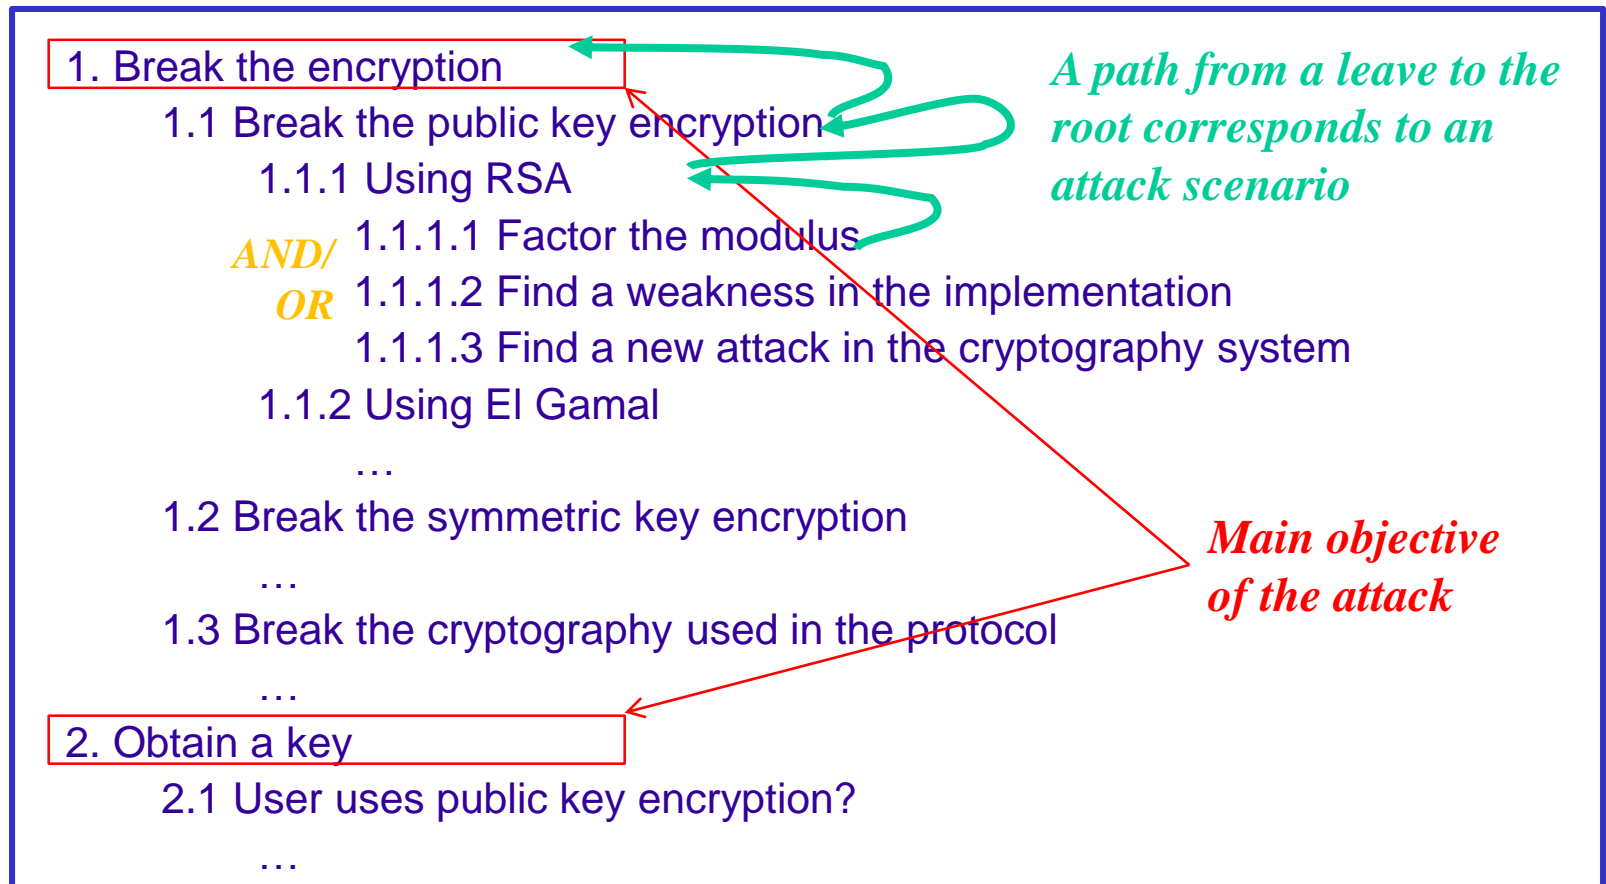 1. Break the encryption
1.1 Break the public key encryption
1.1.1 Using RSA
1.1.1.1 Factor the modulus
1.1.1.2 Find a weakness in the implementation
1.1.1.3 Find a new attack in the cryptography system
1.1.2 Using El Gamal
…
1.2 Break the symmetric key encryption
…
1.3 Break the cryptography used in the protocol
…
2. Obtain a key
2.1 User uses public key encryption?
…
A path from a leave to the
root corresponds to an
attack scenario
AND/
OR
Main objective
of the attack